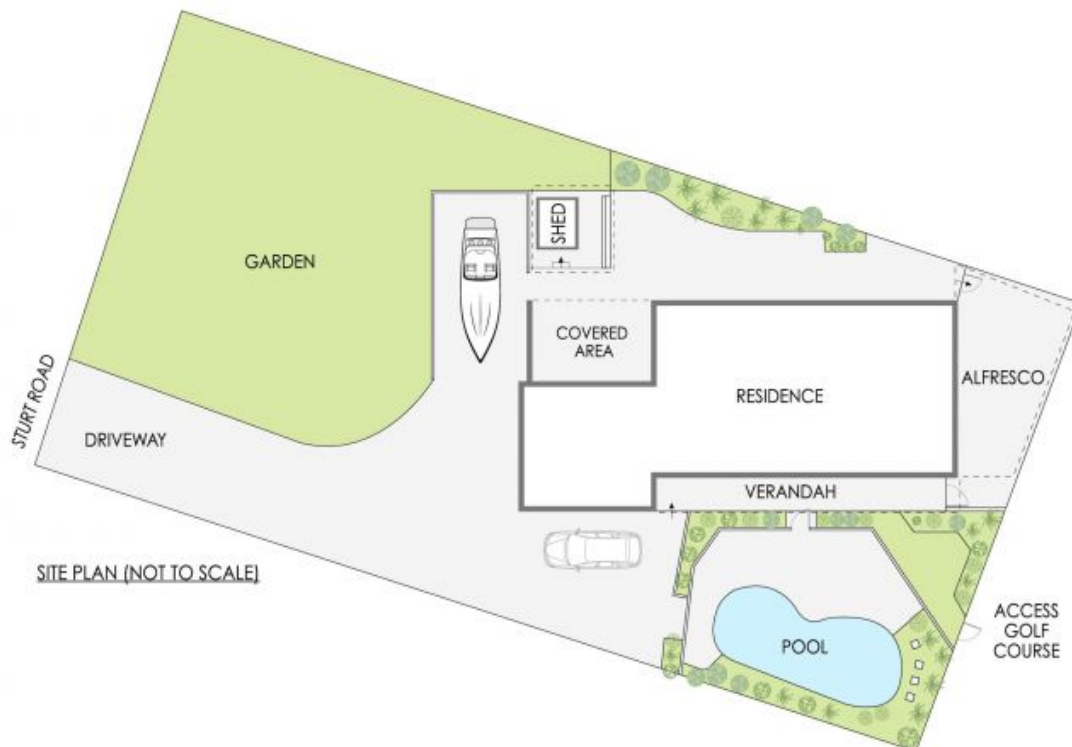 GARDEN
SHED
COVERED
AREA
RESIDENCE
ALFRESCO
STURT ROAD
DRIVEWAY
VERANDAH
SITE PLAN (NOT TO SCALE)
POOL
ACCESS
GOLF
COURSE